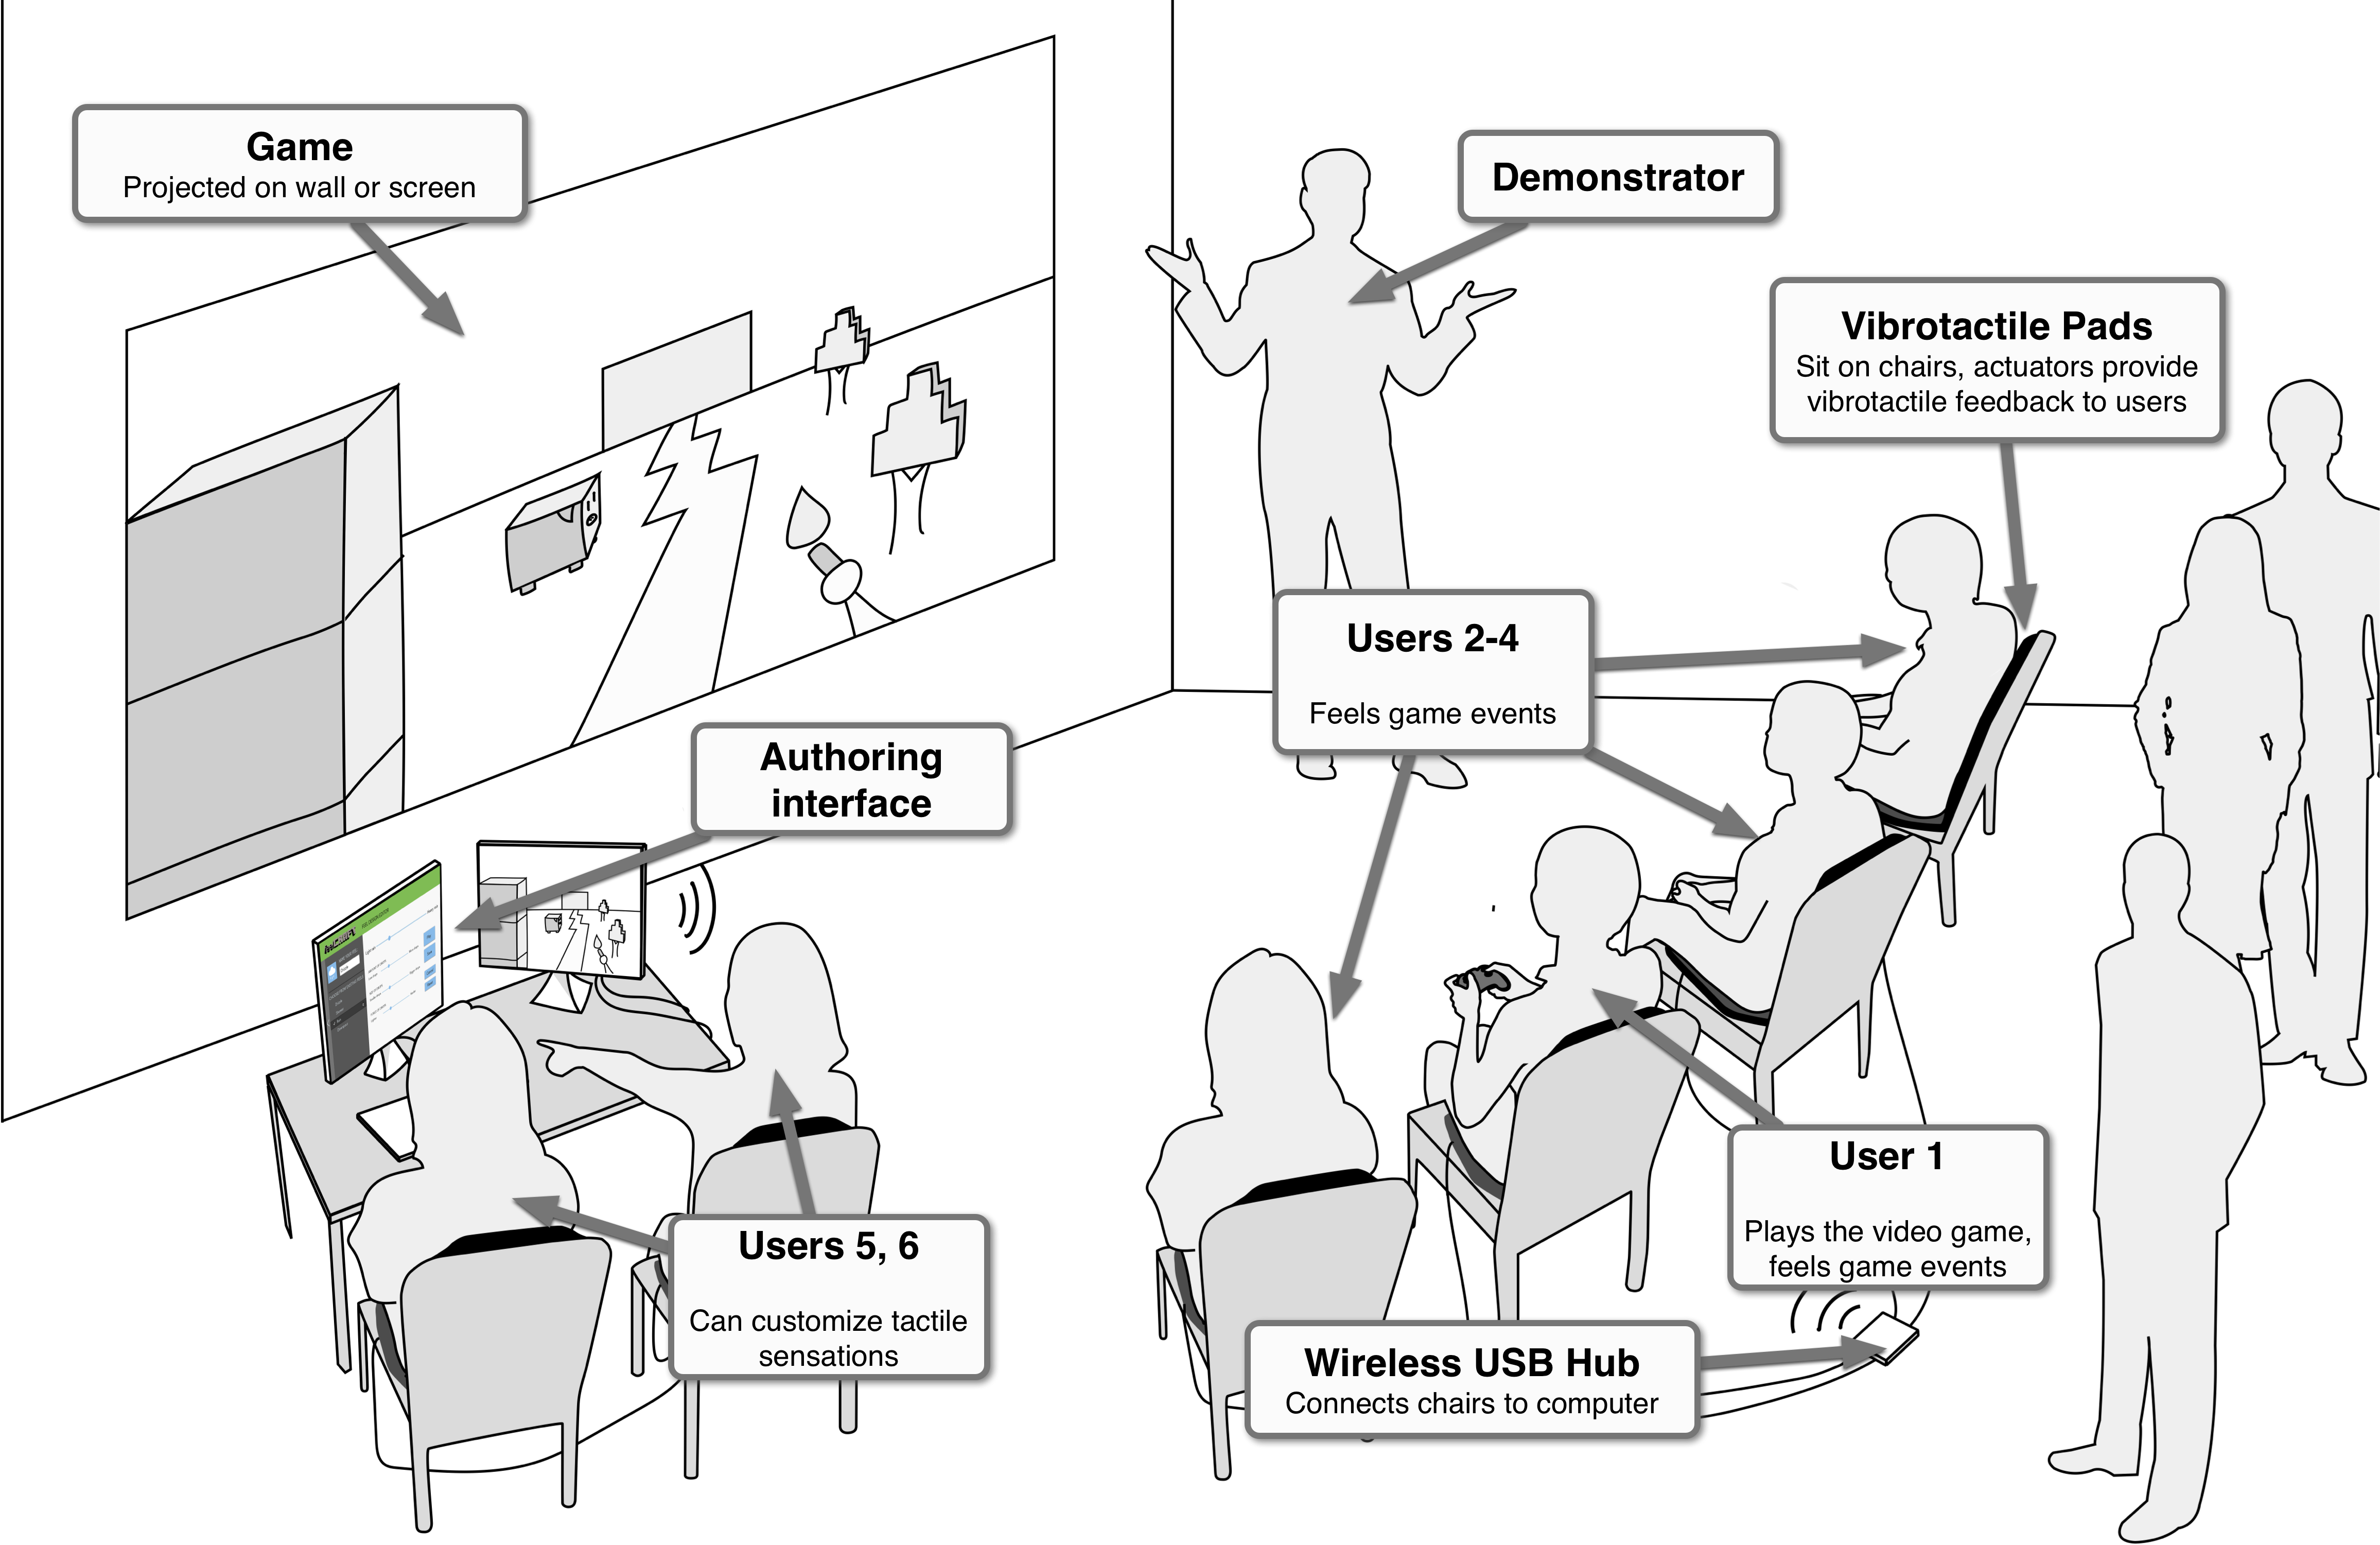 Game
Projected on wall or screen
Demonstrator
Vibrotactile Pads
Sit on chairs, actuators provide
vibrotactile feedback to users
Users 2-4
Feels game events
Authoring
interface
User 1
Plays the video game,
feels game events
Users 5, 6
Can customize tactile
sensations
Wireless USB Hub
Connects chairs to computer